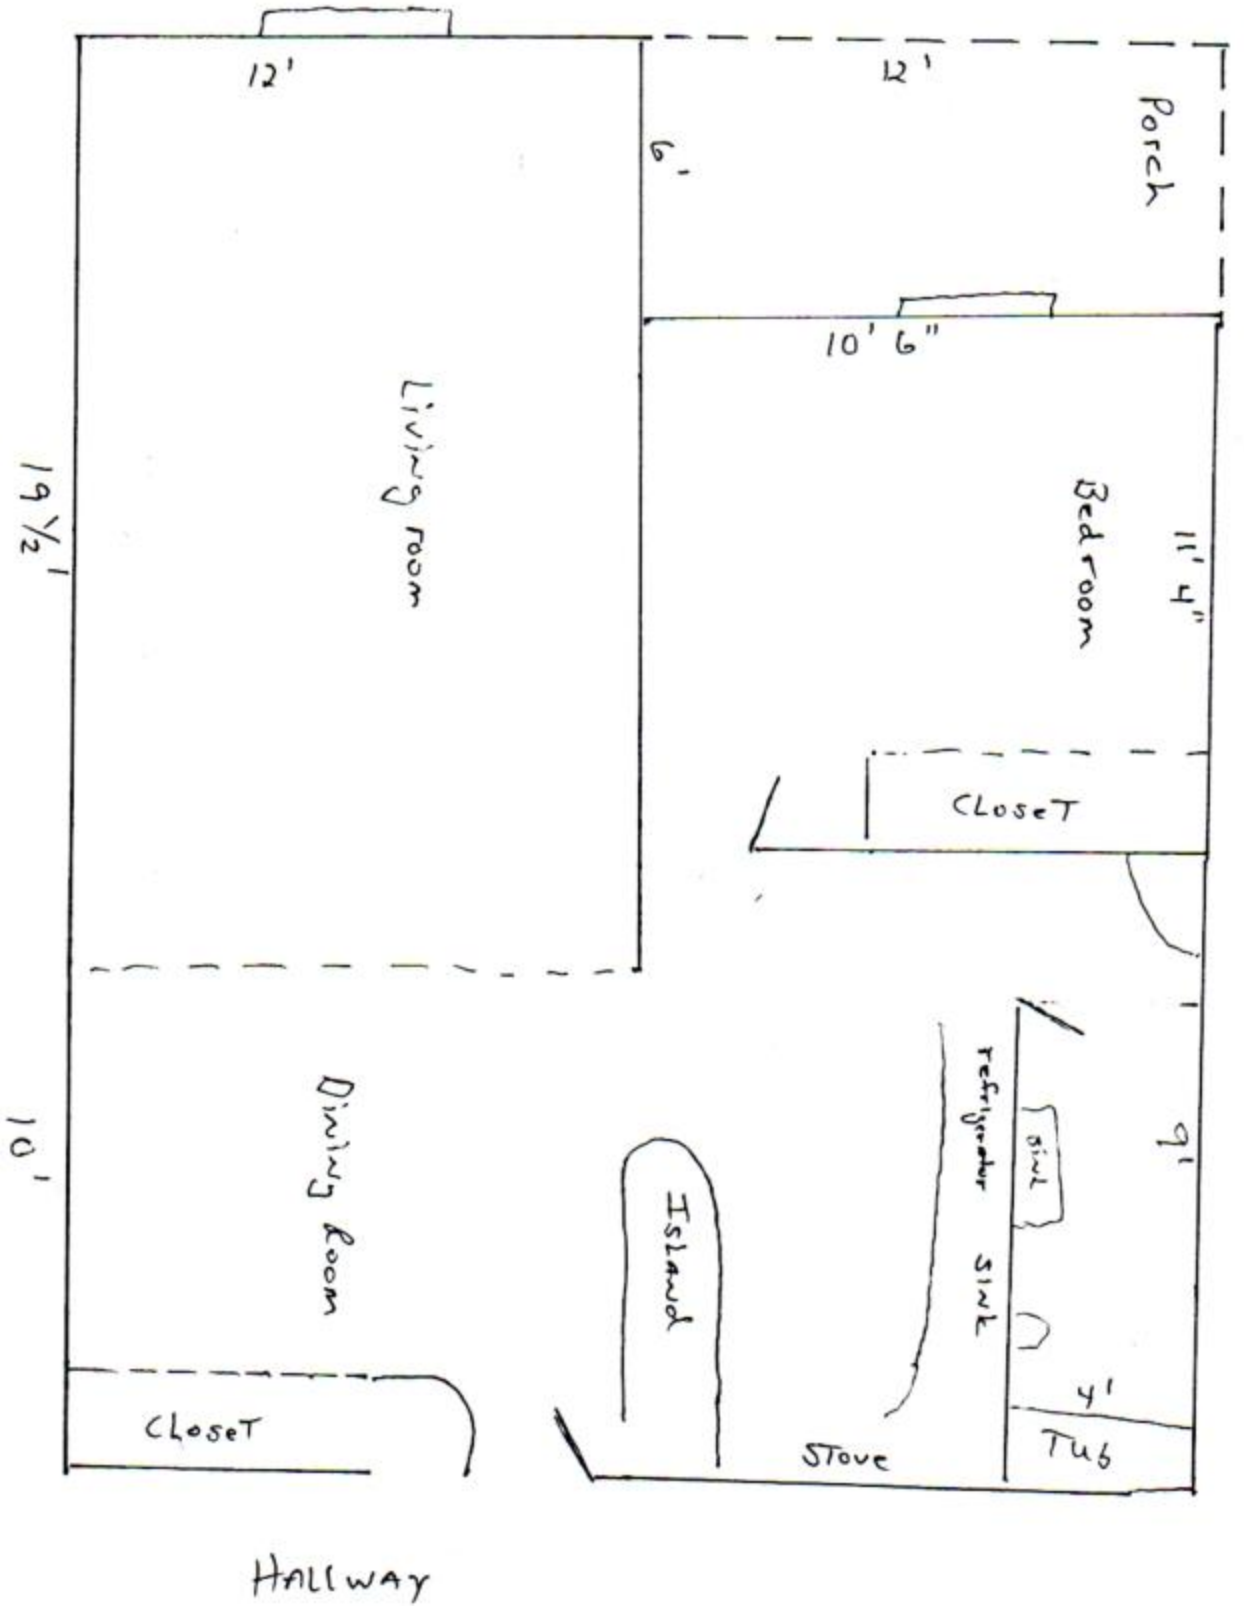 12'
12'
Porch
6'
10' 6"
Living room
19 1/2'
Bedroom
11' 4"
CLoseT
refrigerator
sink
9'
Dining Room
10'
ISLANd
SINK
4'
Tub
CLoseT
STove
HALLWAY